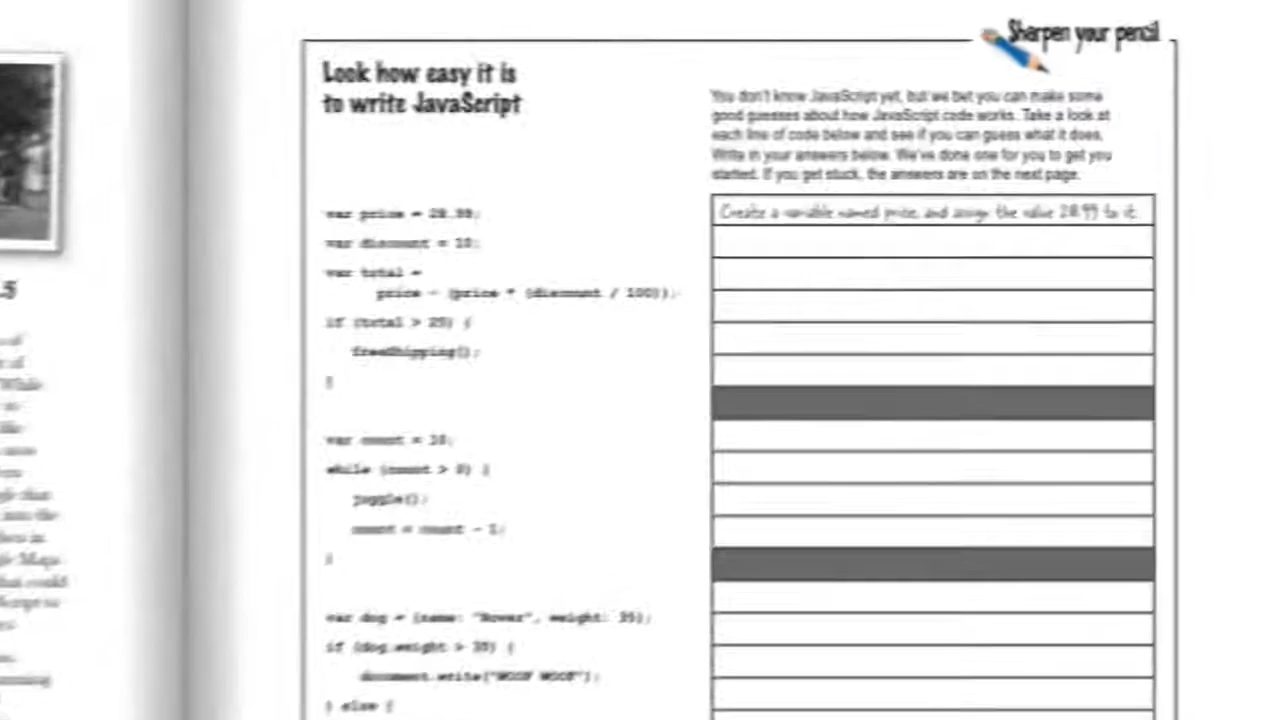 Sharpen your pencil
Look how easy it is
to write JavaScript
You don't know JavaScript yet, but we bet you can make some
good guesses about how JavaScript code works. Take a look at
each line of code below and see if you can guess what it does.
Write in your answers below. We've done one for you to get you
started. If you get stuck, the answers are on the next page.
var price = 28.99;
Create a variable named price, and assign the value 28.99 to it.
var discount = 10;
var total =
price - (price * (discount / 100));
if (total > 25) {
freeShipping();
}
var count = 10;
while (count > 0) {
juggle();
count = count - 1;
}
var dog = {name: "Rover", weight: 35};
if (dog.weight > 30) {
document.write("WOOF WOOF");
} else {